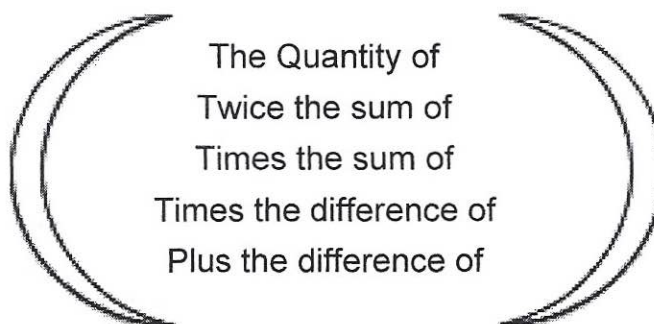 The Quantity of
Twice the sum of
Times the sum of
Times the difference of
Plus the difference of